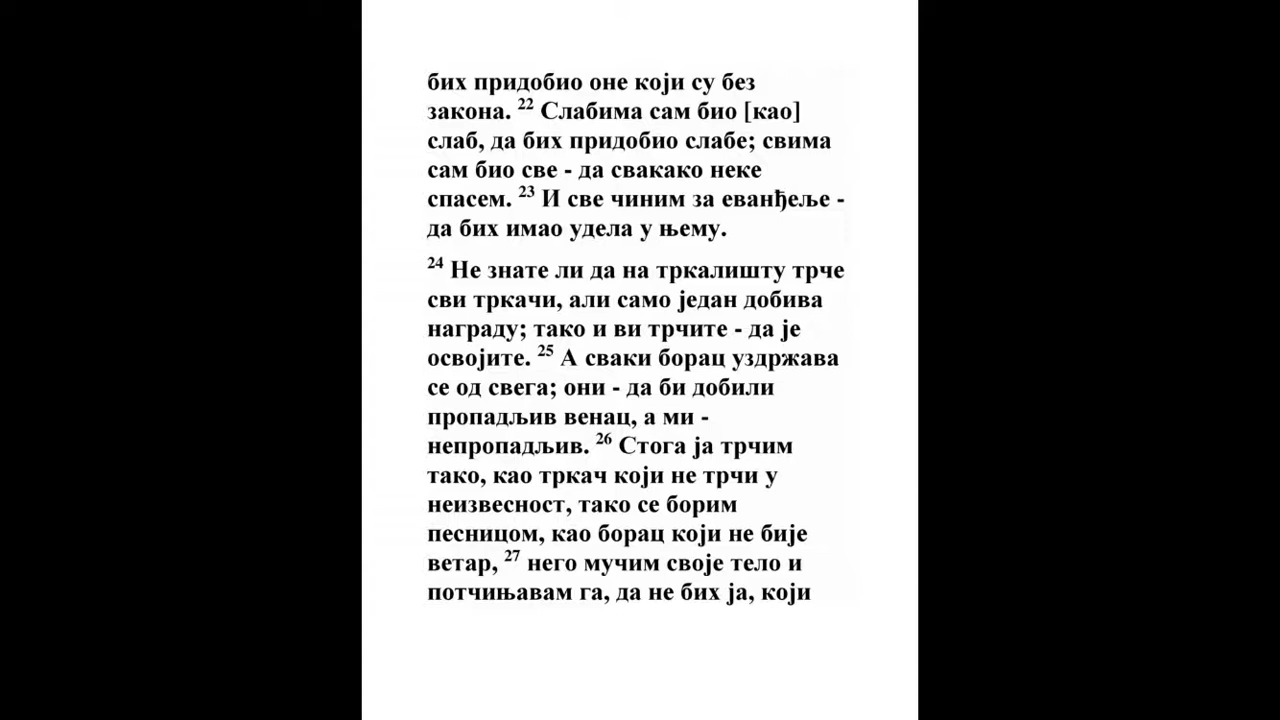 бих придобио оне који су без
закона. 22 Слабима сам био [као]
слаб, да бих придобио слабе; свима
сам био све - да свакако неке
спасем. 23 И све чиним за еванђеље -
да бих имао удела у њему.
24 Не знате ли да на тркалишту трче
сви тркачи, али само један добива
награду; тако и ви трчите - да је
освојите. 25 А сваки борац уздржава
се од свега; они - да би добили
пропадљив венац, а ми -
непропадљив. 26 Стога ја трчим
тако, као тркач који не трчи у
неизвесност, тако се борим
песницом, као борац који не бије
ветар, 27 него мучим своје тело и
потчињавам га, да не бих ја, који